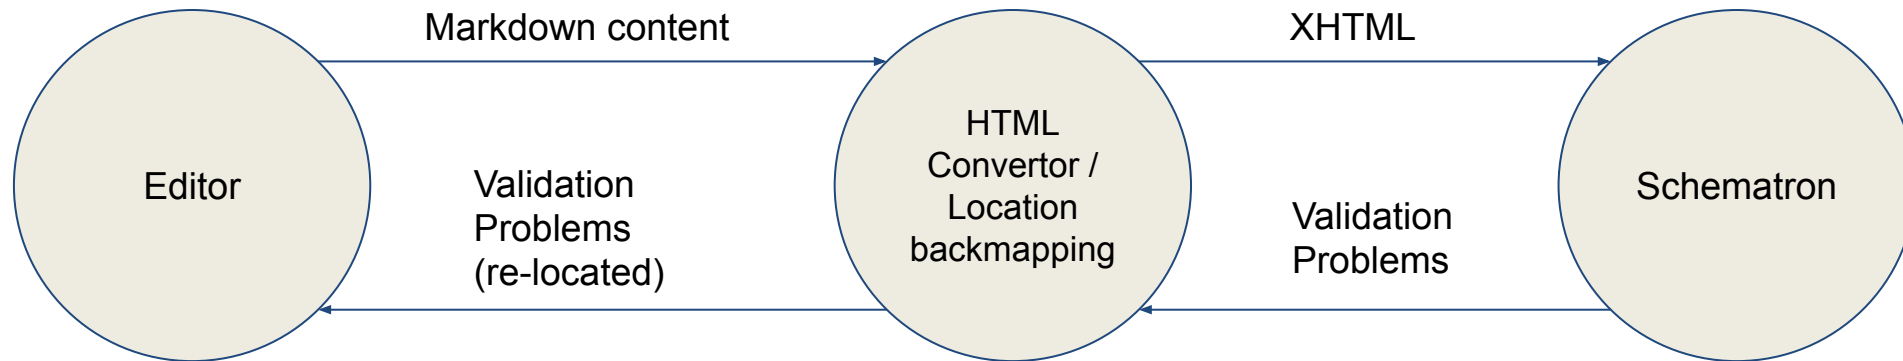 Markdown content
XHTML
Editor
Validation
Problems
(re-located)
HTML
Convertor /
Location
backmapping
Validation
Problems
Schematron